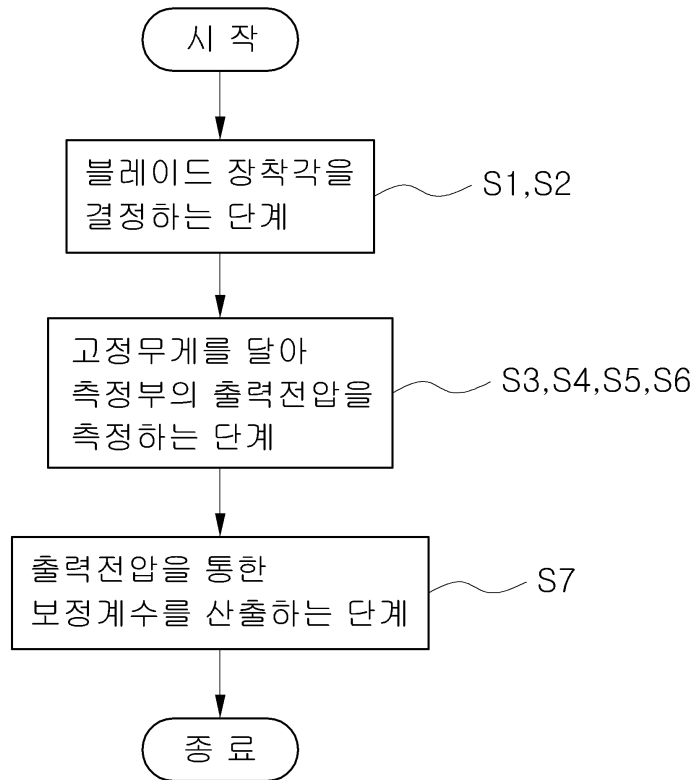 시 작
블레이드 장착각을
결정하는 단계
S1,S2
고정무게를 달아
측정부의 출력전압을
측정하는 단계
S3,S4,S5,S6
출력전압을 통한
보정계수를 산출하는 단계
S7
종 료